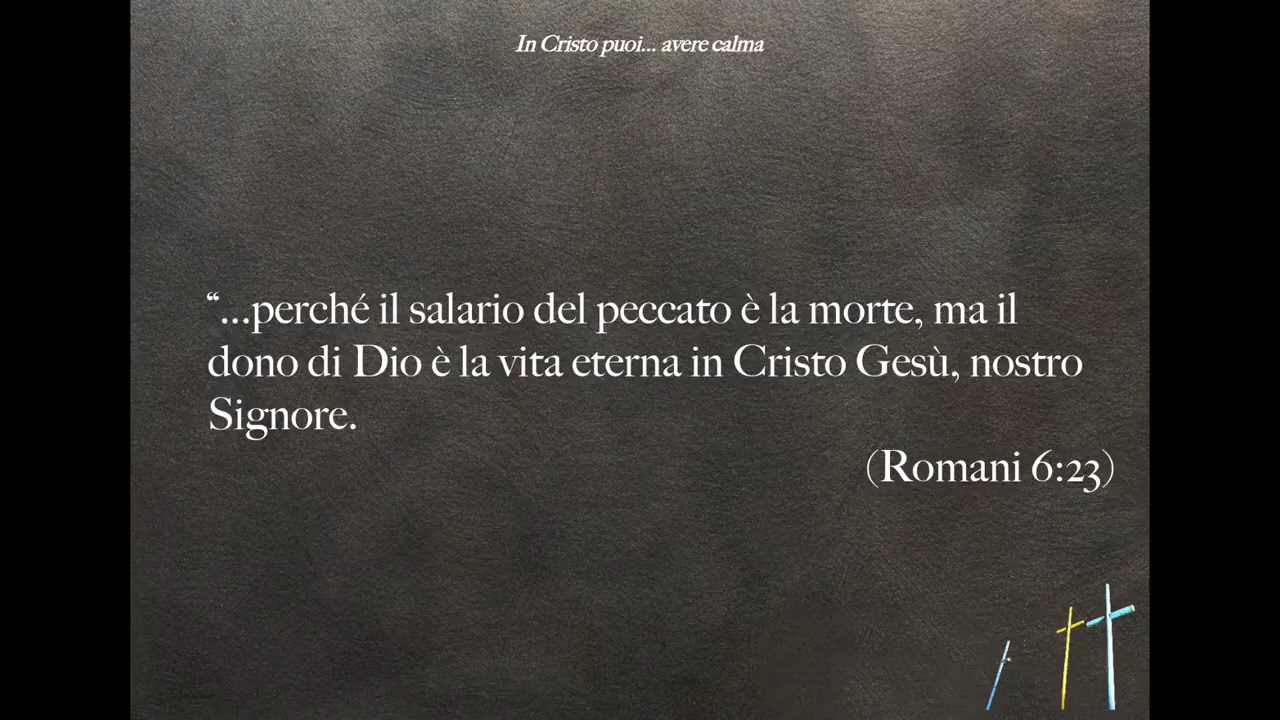 In Cristo puoi... avere calma
“...perché il salario del peccato è la morte, ma il
dono di Dio è la vita eterna in Cristo Gesù, nostro
Signore.
(Romani 6:23)